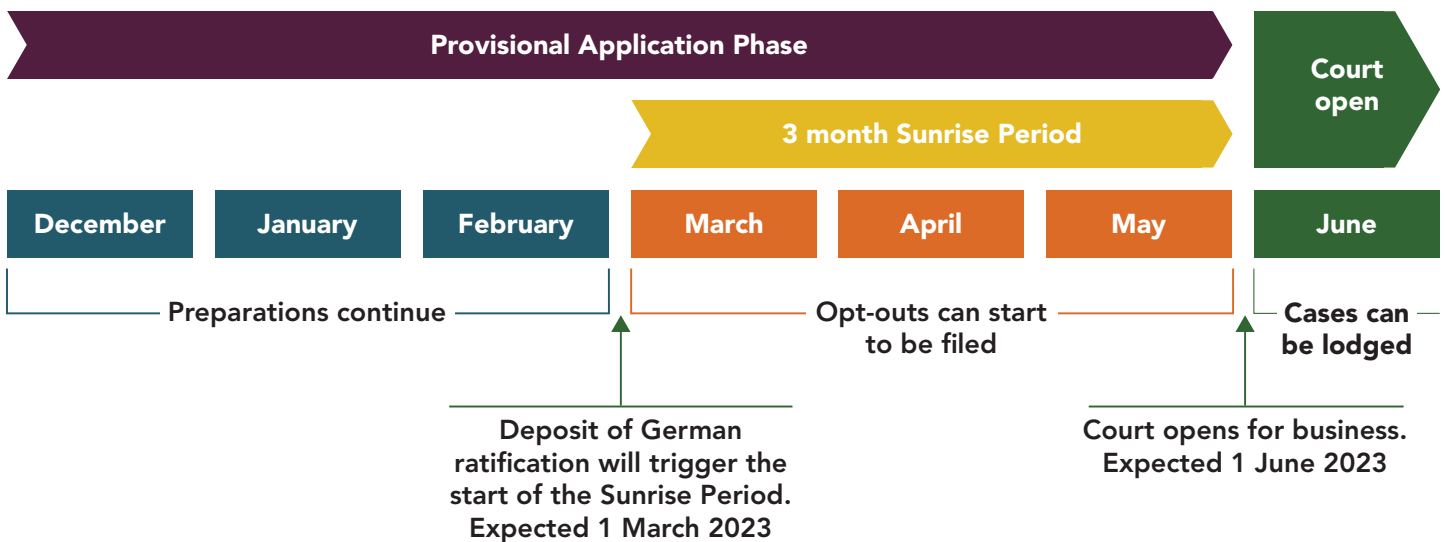 Provisional Application Phase
Court
open
3 month Sunrise Period
December
January
February
March
April
May
June
Preparations continue
Opt-outs can start
to be filed
Cases can
be lodged
Deposit of German
ratification will trigger the
start of the Sunrise Period.
Expected 1 March 2023
Court opens for business.
Expected 1 June 2023